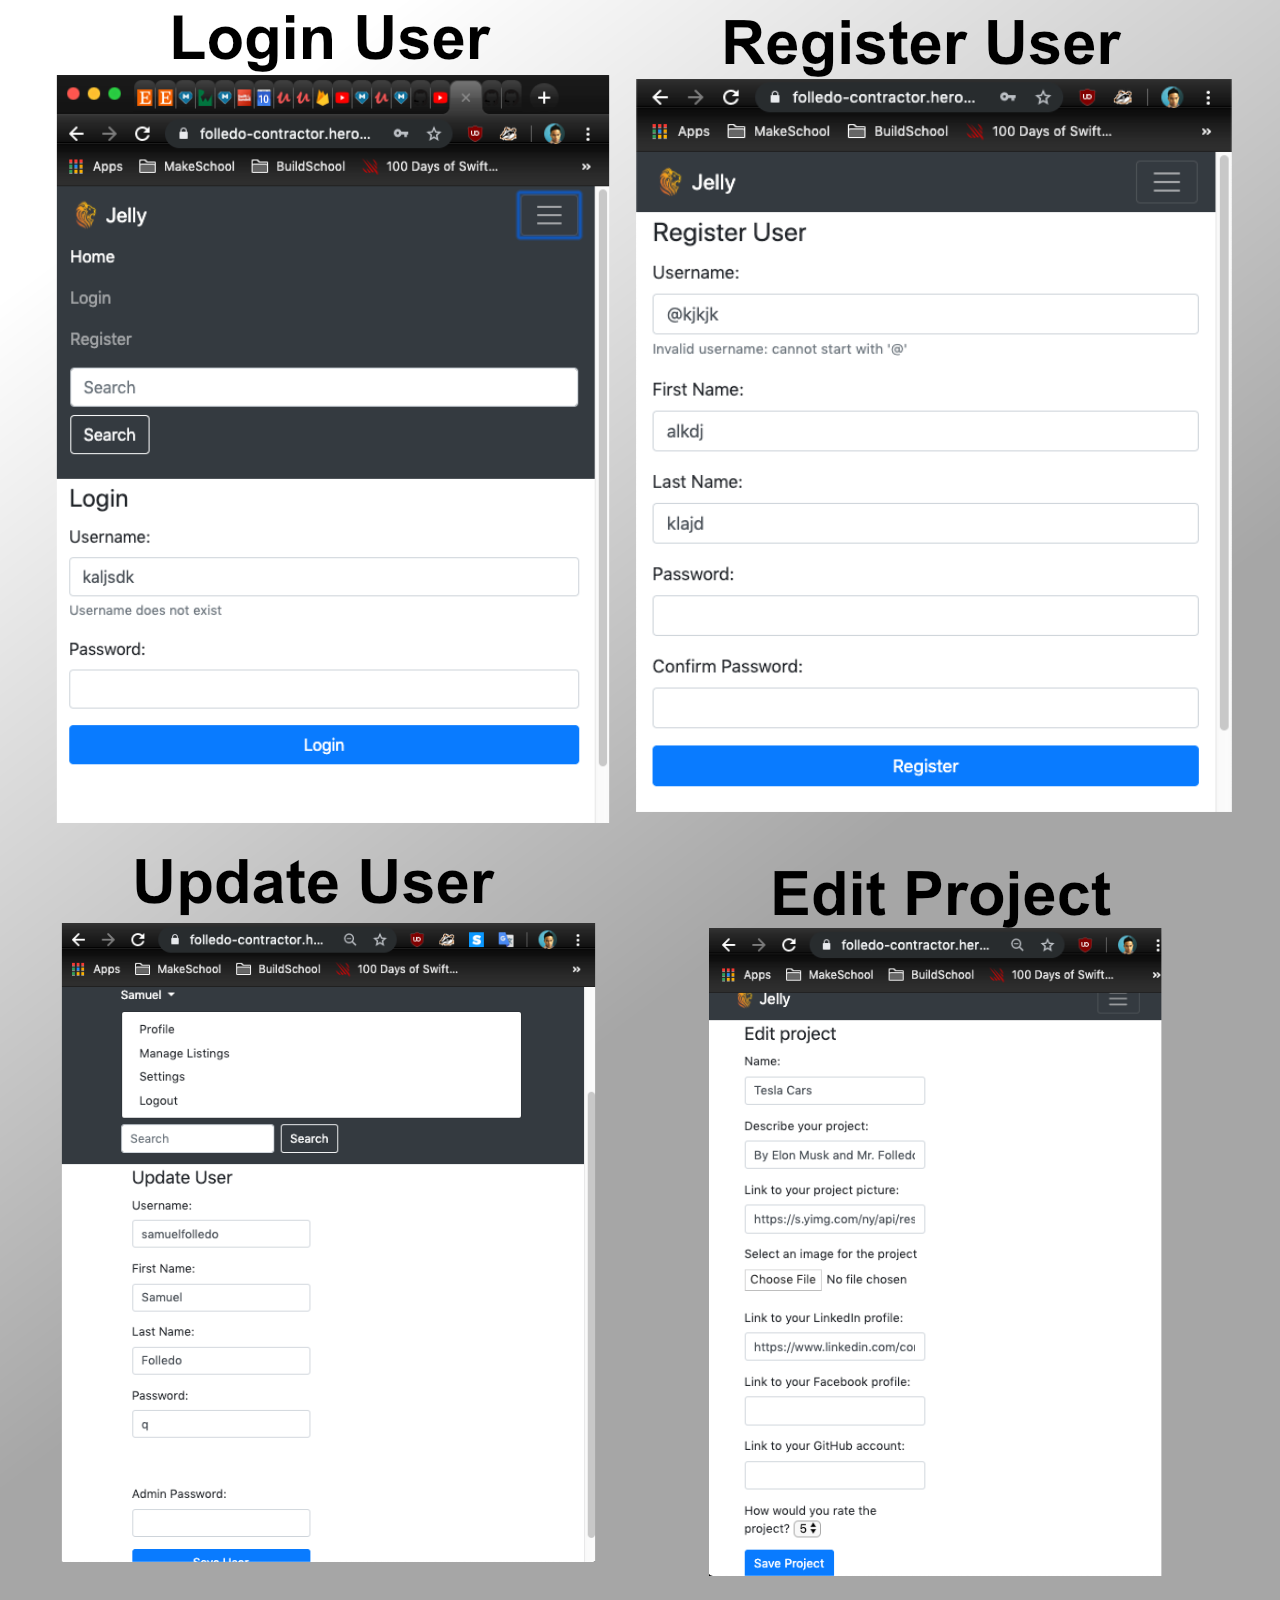 Login User
10
folledo-contractor.hero...
Apps MakeSchool BuildSchool 100 Days of Swift... »
Jelly
Home
Login
Register
Search
Search
Login
Username:
kaljsdk
Username does not exist
Password:
Login
Register User
folledo-contractor.hero...
Apps MakeSchool BuildSchool 100 Days of Swift... »
Jelly
Register User
Username:
@kjkjk
Invalid username: cannot start with '@'
First Name:
alkdj
Last Name:
klajd
Password:
Confirm Password:
Register
Update User
folledo-contractor.h...
Apps MakeSchool BuildSchool 100 Days of Swift... »
Samuel
Profile
Manage Listings
Settings
Logout
Search Search
Update User
Username:
samuelfolledo
First Name:
Samuel
Last Name:
Folledo
Password:
q
Admin Password:
Save User
Edit Project
folledo-contractor.her...
Apps MakeSchool BuildSchool 100 Days of Swift... »
Jelly
Edit project
Name:
Tesla Cars
Describe your project:
By Elon Musk and Mr. Folledo
Link to your project picture:
https://s.yimg.com/ny/api/res
Select an image for the project
Choose File No file chosen
Link to your LinkedIn profile:
https://www.linkedin.com/cor
Link to your Facebook profile:
Link to your GitHub account:
How would you rate the
project? 5
Save Project